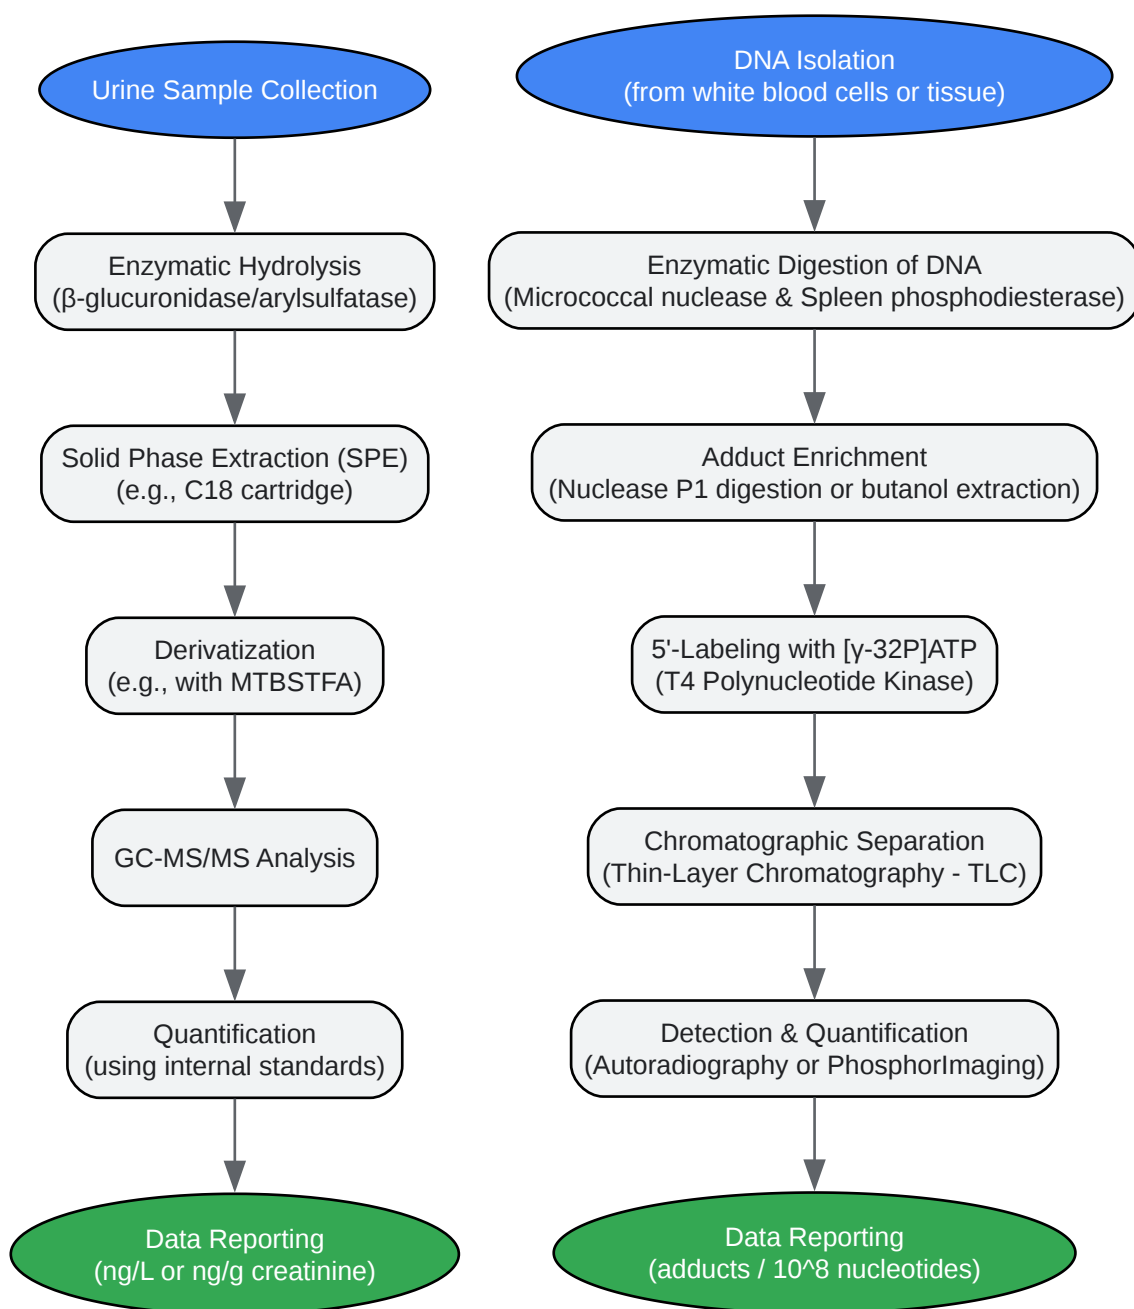 Urine Sample Collection
Enzymatic Hydrolysis
(β-glucuronidase/arylsulfatase)
Solid Phase Extraction (SPE)
(e.g., C18 cartridge)
Derivatization
(e.g., with MTBSTFA)
GC-MS/MS Analysis
Quantification
(using internal standards)
Data Reporting
(ng/L or ng/g creatinine)
DNA Isolation
(from white blood cells or tissue)
Enzymatic Digestion of DNA
(Micrococcal nuclease & Spleen phosphodiesterase)
Adduct Enrichment
(Nuclease P1 digestion or butanol extraction)
5'-Labeling with [γ-32P]ATP
(T4 Polynucleotide Kinase)
Chromatographic Separation
(Thin-Layer Chromatography - TLC)
Detection & Quantification
(Autoradiography or PhosphorImaging)
Data Reporting
(adducts / 10^8 nucleotides)